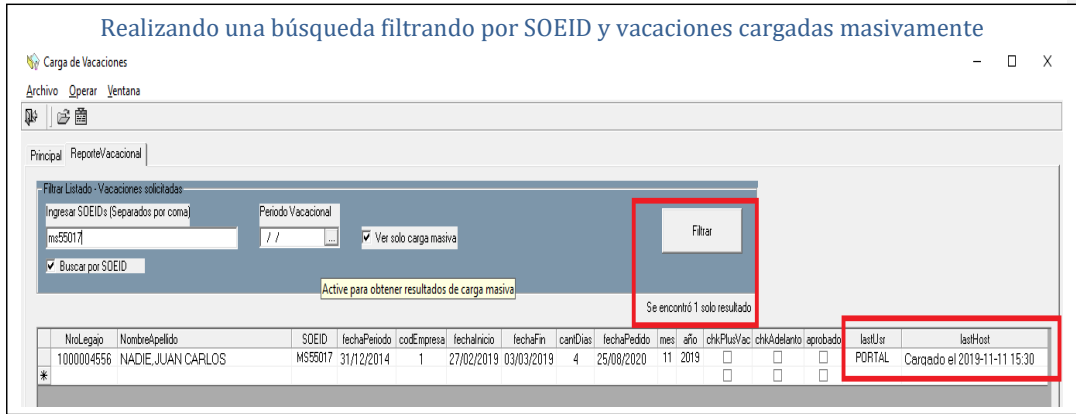 Realizando una búsqueda filtrando por SOEID y vacaciones cargadas masivamente
Carga de Vacaciones
Archivo Operar Ventana
Principal ReporteVacacional
Filtrar Listado - Vacaciones solicitadas
Ingresar SOEIDs (Separados por coma) Periodo Vacacional
ms55017 / / ... Ver solo carga masiva Filtrar
Buscar por SOEID
Active para obtener resultados de carga masiva
Se encontró 1 solo resultado
NroLegajo NombreApellido SOEID fechaPeriodo codEmpresa fechaInicio fechaFin cantDias fechaPedido mes año chkPlusVac chkAdelanto aprobado lastUsr lastHost
1000004556 NADIE,JUAN CARLOS MS55017 31/12/2014 1 27/02/2019 03/03/2019 4 25/08/2020 11 2019 PORTAL Cargado el 2019-11-11 15:30